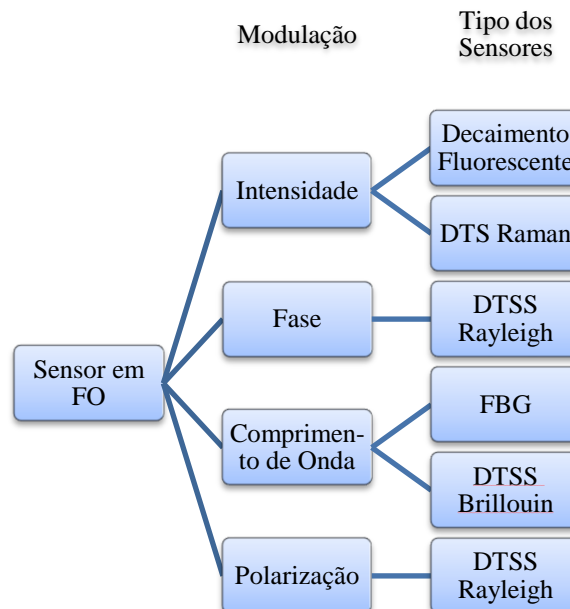 Modulação
Tipo dos
Sensores
Decaimento
Fluorescente
Intensidade
DTS Raman
Fase
DTSS
Rayleigh
Sensor em
FO
FBG
Comprimen-
to de Onda
DTSS
Brillouin
Polarização
DTSS
Rayleigh